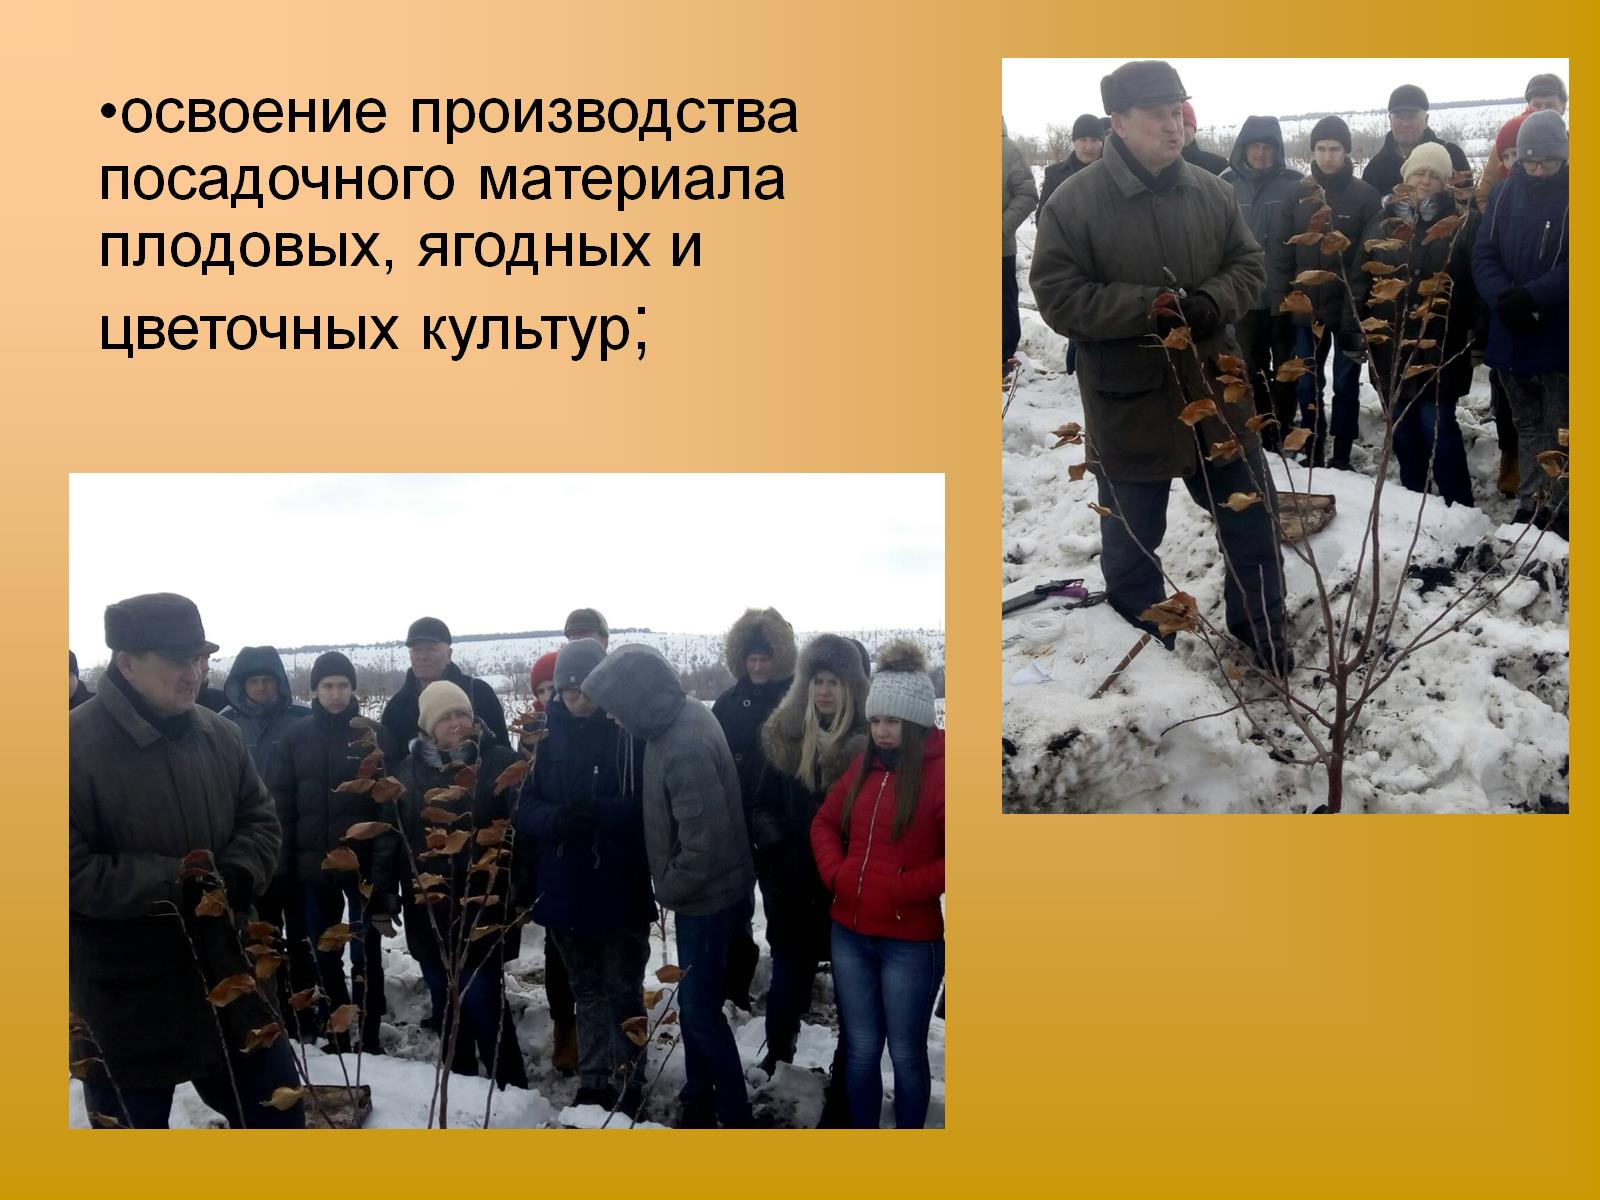 •освоение производства
посадочного материала
плодовых, ягодных и
цветочных культур;